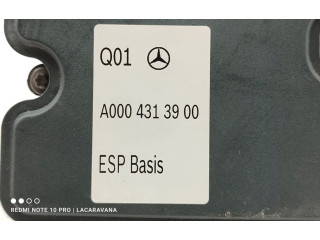 Q01
A000 431 39 00
ESP Basis
REDMI NOTE 10 PRO | LACARAVANA